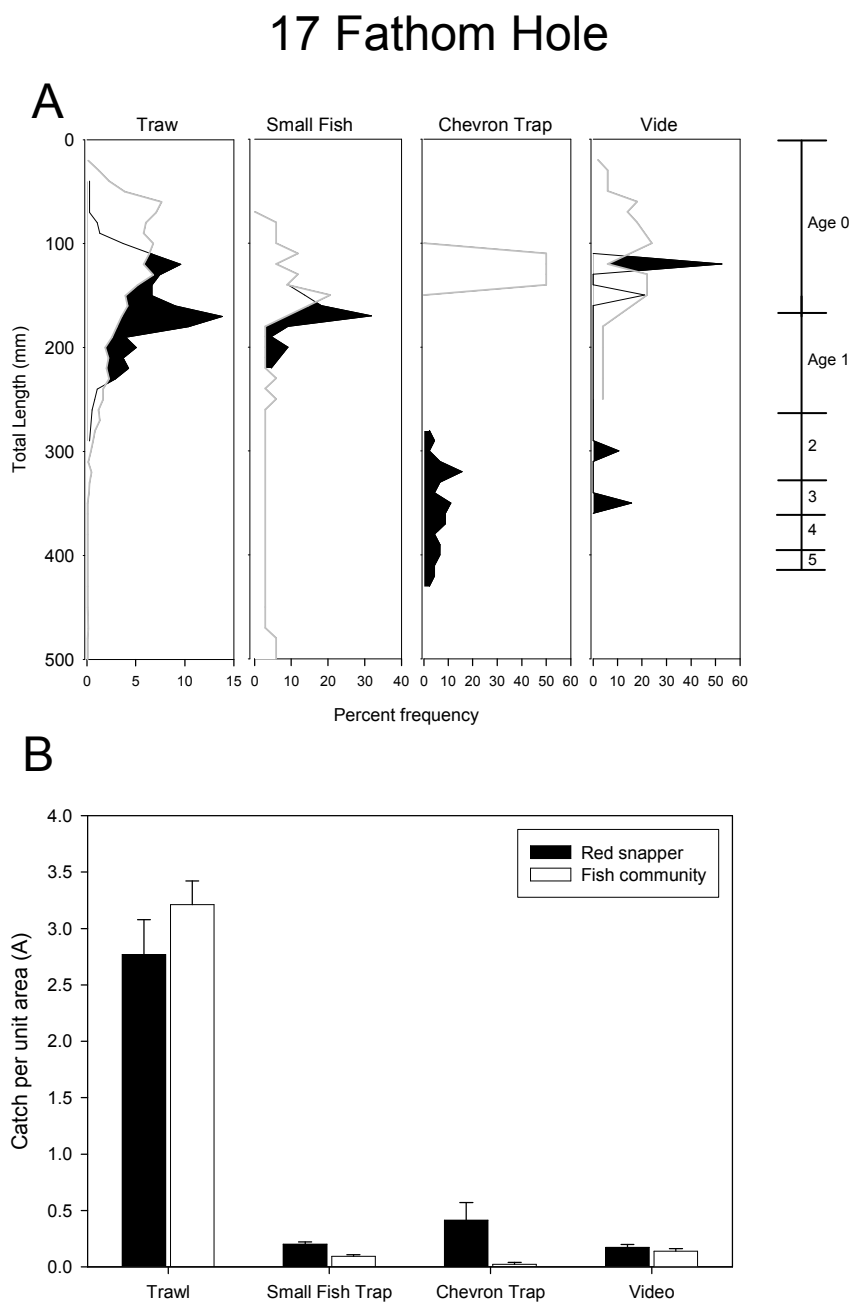 17 Fathom Hole
A
Traw Small Fish Chevron Trap Vide
0
100
200
300
400
500
Total Length (mm)
Age 0
Age 1
2
3
4
5
0 5 10 15 0 10 20 30 40 0 10 20 30 40 50 60 0 10 20 30 40 50 60
Percent frequency
B
4.0
3.5
3.0
2.5
2.0
1.5
1.0
0.5
0.0
Catch per unit area (A)
Red snapper
Fish community
Trawl Small Fish Trap Chevron Trap Video